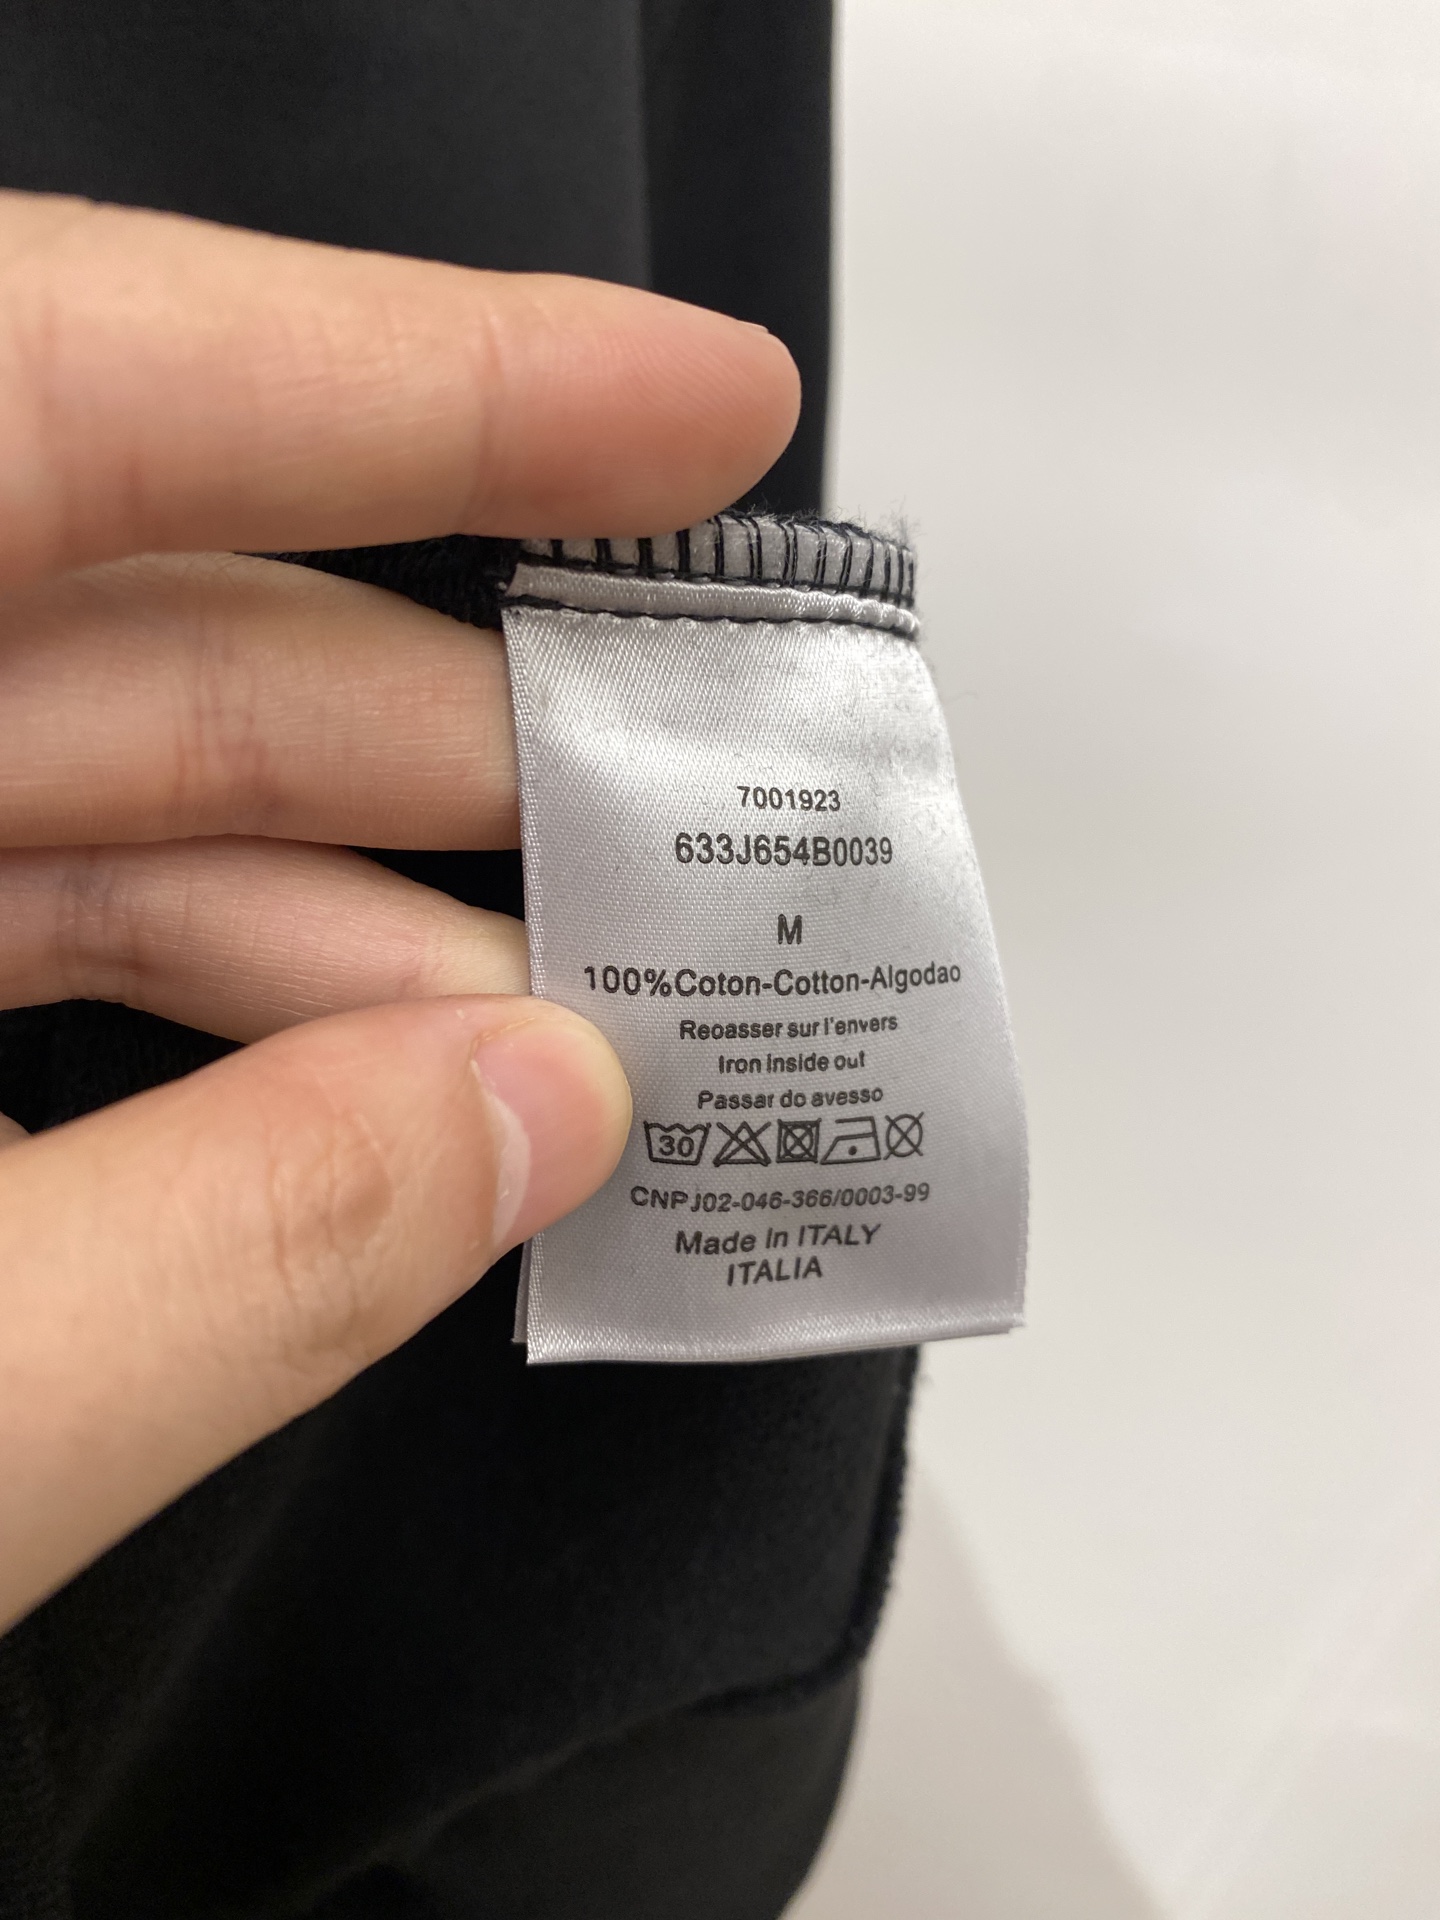 7001923
633J654B0039
M
100%Coton-Cotton-Algodao
Reoasser sur l'envers
Iron inside out
Passar do avesso
30
CNPJ02-046-366/0003-99
Made in ITALY
ITALIA